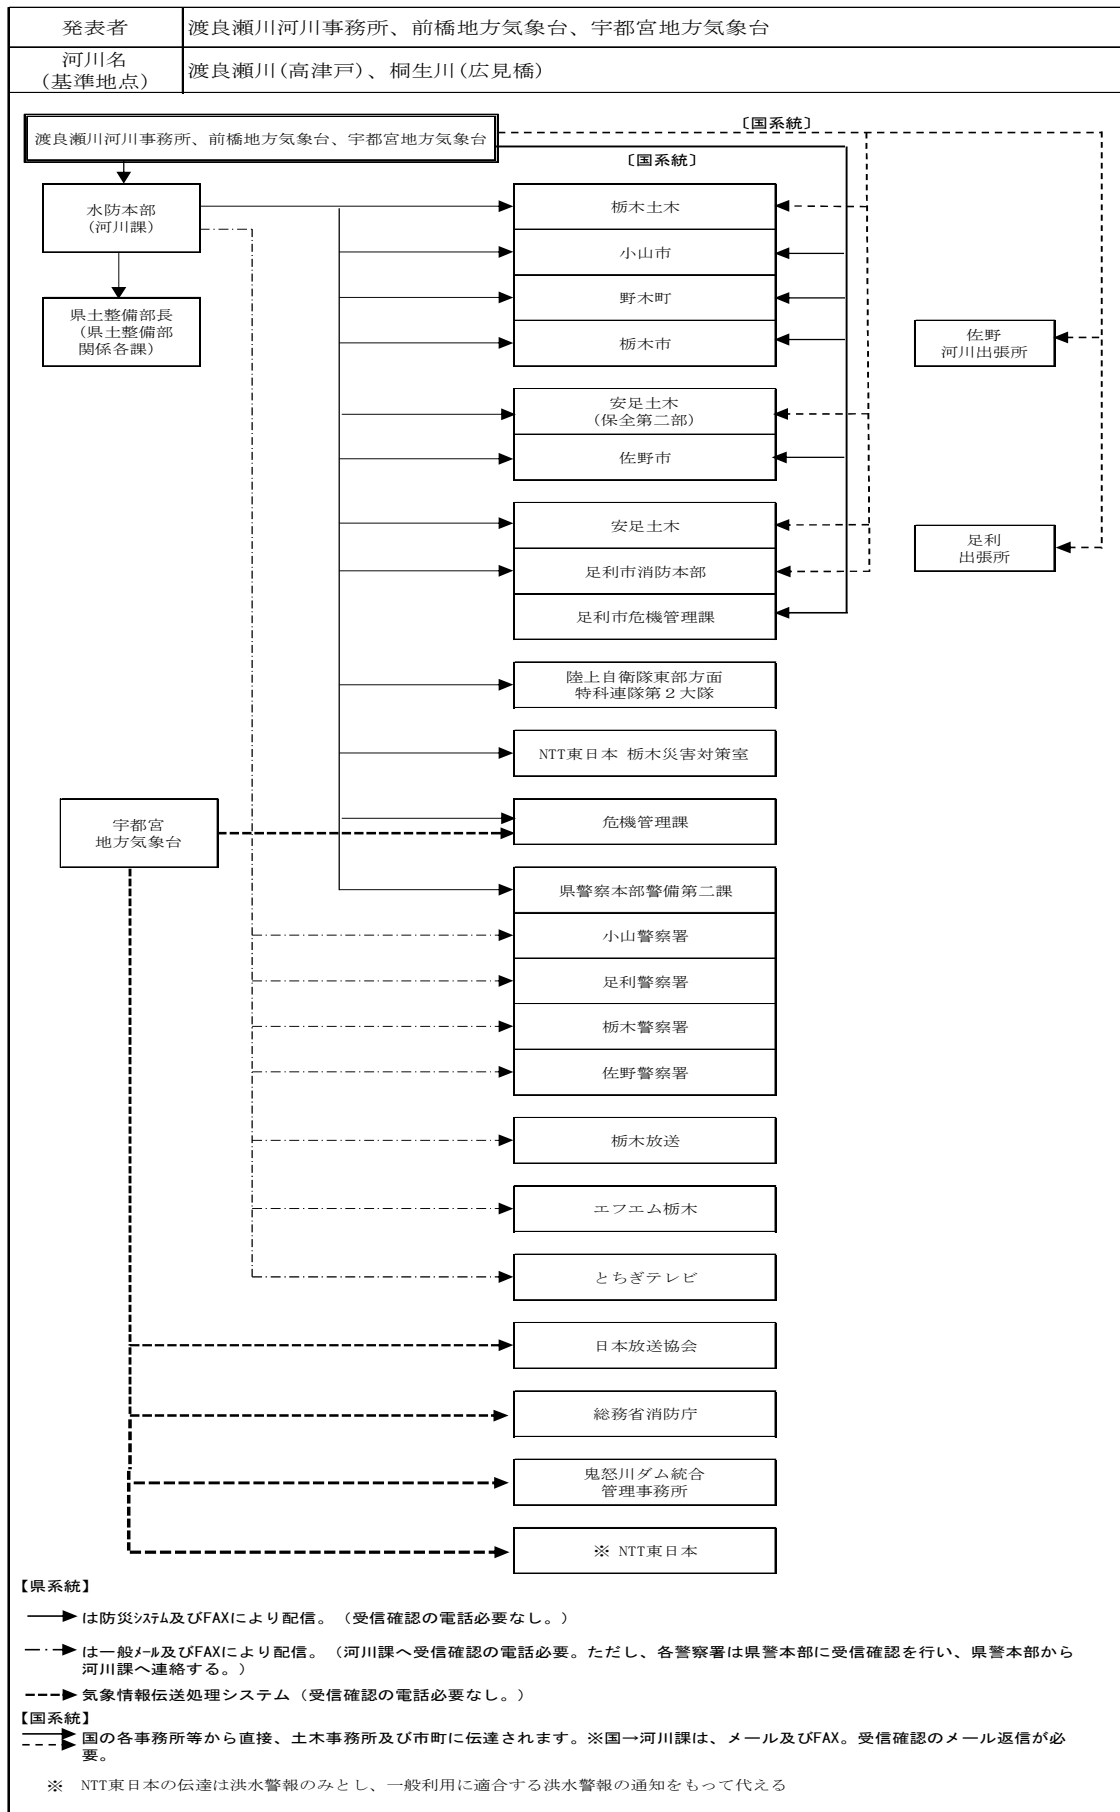 発表者
渡良瀬川河川事務所、前橋地方気象台、宇都宮地方気象台
河川名
(基準地点)
渡良瀬川(高津戸)、桐生川(広見橋)
〔国系統〕
渡良瀬川河川事務所、前橋地方気象台、宇都宮地方気象台
〔国系統〕
水防本部
(河川課)
栃木土木
小山市
野木町
県土整備部長
(県土整備部
関係各課)
栃木市
佐野
河川出張所
安足土木
(保全第二部)
佐野市
安足土木
足利
出張所
足利市消防本部
足利市危機管理課
陸上自衛隊東部方面
特科連隊第2大隊
NTT東日本 栃木災害対策室
宇都宮
地方気象台
危機管理課
県警察本部警備第二課
小山警察署
足利警察署
栃木警察署
佐野警察署
栃木放送
エフエム栃木
とちぎテレビ
日本放送協会
総務省消防庁
鬼怒川ダム統合
管理事務所
※ NTT東日本
【県系統】
は防災ｼｽﾃﾑ及びFAXにより配信。(受信確認の電話必要なし。)
は一般ﾒｰﾙ及びFAXにより配信。(河川課へ受信確認の電話必要。ただし、各警察署は県警本部に受信確認を行い、県警本部から
河川課へ連絡する。)
気象情報伝送処理システム(受信確認の電話必要なし。)
【国系統】
国の各事務所等から直接、土木事務所及び市町に伝達されます。※国→河川課は、メール及びFAX。受信確認のメール返信が必
要。
※ NTT東日本の伝達は洪水警報のみとし、一般利用に適合する洪水警報の通知をもって代える